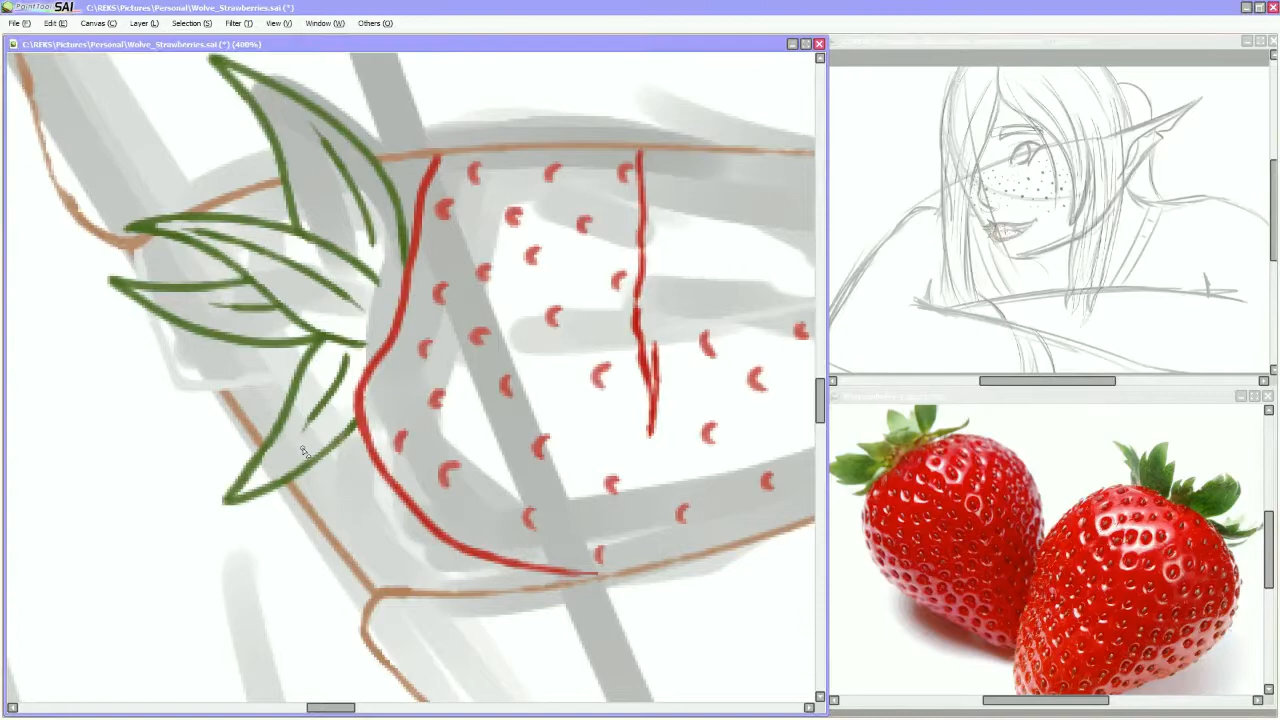 PaintTool SAI C:\REKS\Pictures\Personal\Wolve_Strawberries.sai (*)
File (F) Edit (E) Canvas (C) Layer (L) Selection (S) Filter (T) View (V) Window (W) Others (O)
C:\REKS\Pictures\Personal\Wolve_Strawberries.sai (*) (400%)